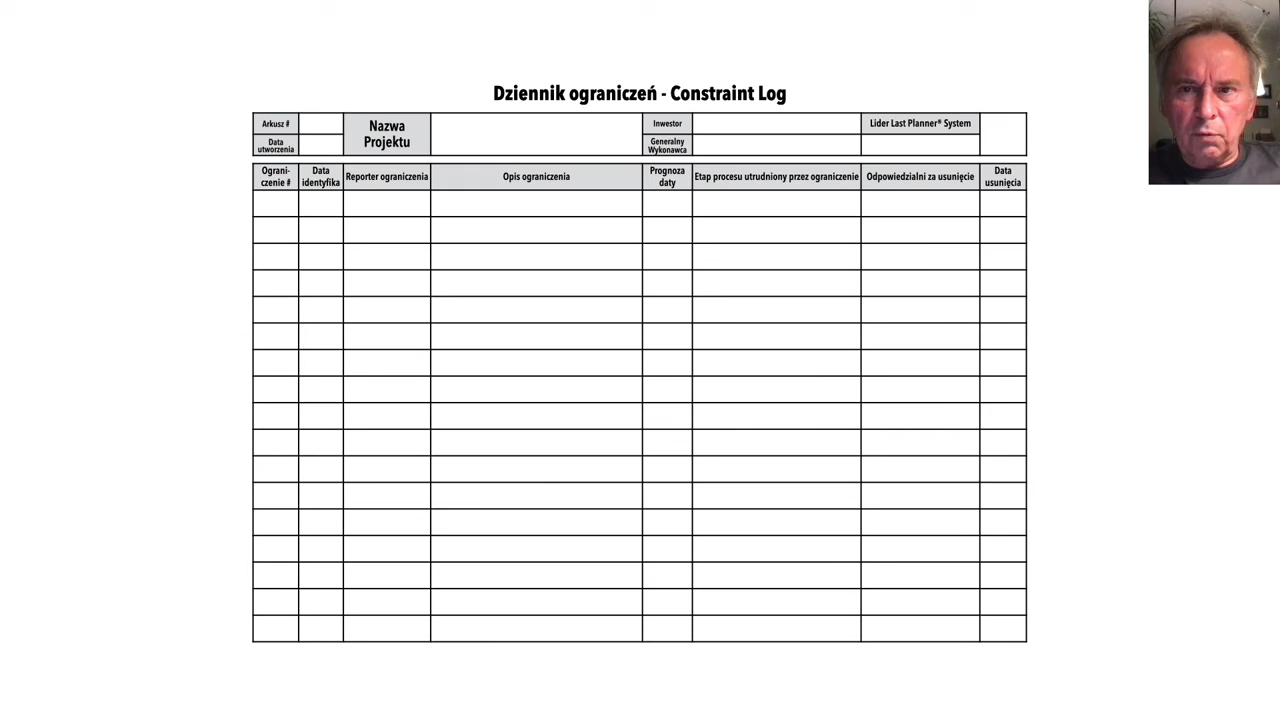 Dziennik ograniczeń - Constraint Log
Arkusz #
Nazwa
Projektu
Inwestor
Lider Last Planner® System
Data
utworzenia
Generalny
Wykonawca
Ograni-
czenie #
Data
identyfika
Reporter ograniczenia
Opis ograniczenia
Prognoza
daty
Etap procesu utrudniony przez ograniczenie
Odpowiedzialni za usunięcie
Data
usunięcia